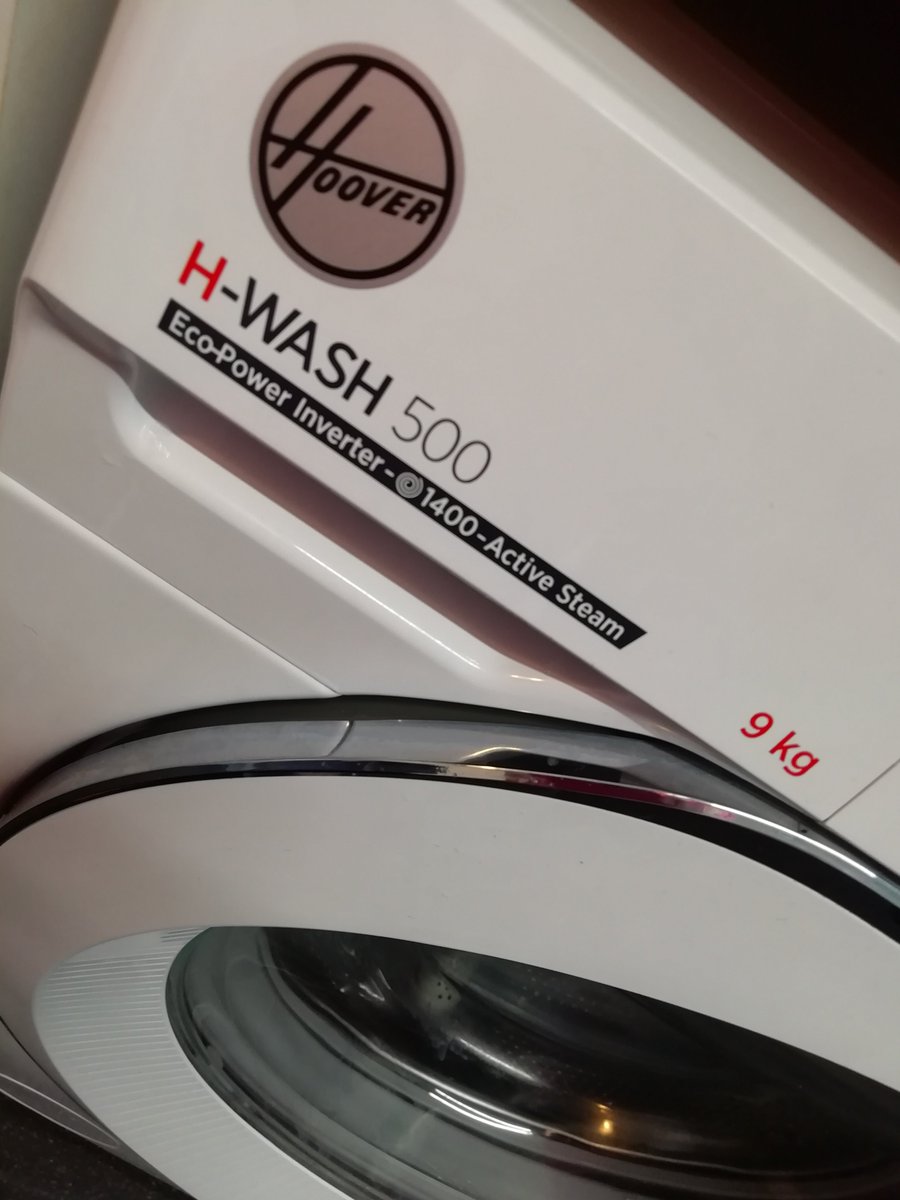 HOOVER
H-WASH 500
Eco-Power Inverter - 1400 - Active Steam
9 kg